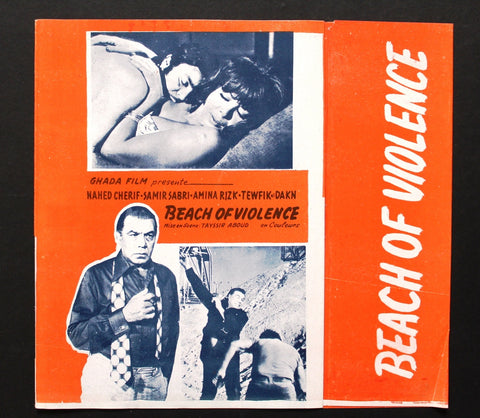 GHADA FILM presente
NAHED CHERIF-SAMIR SABRI-AMINA RIZK-TEWFIK-DAKN
BEACH OF VIOLENCE
Mise en Scene: TAYSSIR ABOUD en Couleurs
BEACH OF VIOLENCE